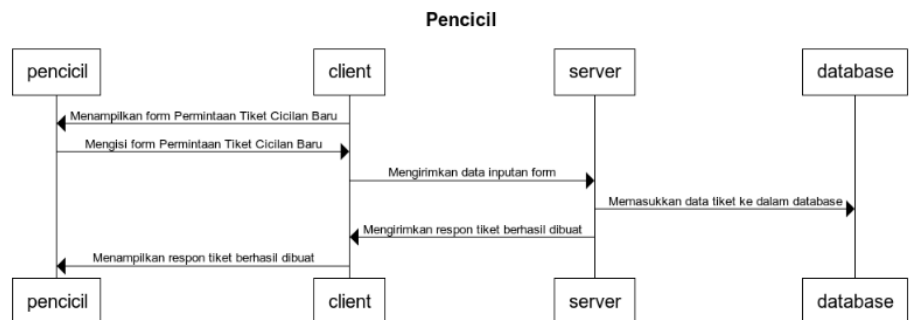 Pencicil
pencicil
client
server
database
Menampilkan form Permintaan Tiket Cicilan Baru
Mengisi form Permintaan Tiket Cicilan Baru
Mengirimkan data inputan form
Memasukkan data tiket ke dalam database
Mengirimkan respon tiket berhasil dibuat
Menampilkan respon tiket berhasil dibuat
pencicil
client
server
database